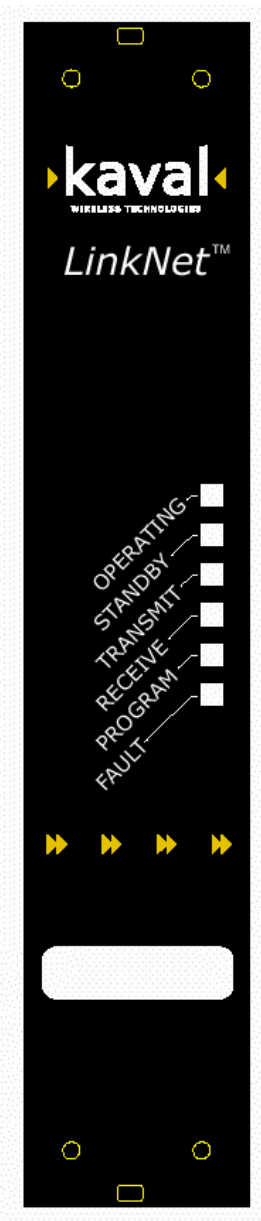 kaval
WIRELESS TECHNOLOGIES
LinkNet™
OPERATING
STANDBY
TRANSMIT
RECEIVE
PROGRAM
FAULT